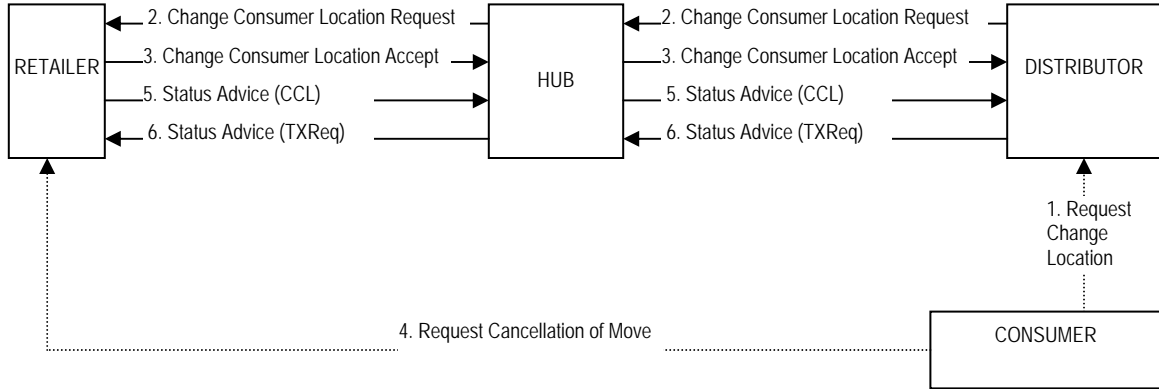 2. Change Consumer Location Request
2. Change Consumer Location Request
RETAILER
3. Change Consumer Location Accept
HUB
3. Change Consumer Location Accept
DISTRIBUTOR
5. Status Advice (CCL)
5. Status Advice (CCL)
6. Status Advice (TXReq)
6. Status Advice (TXReq)
1. Request
Change
Location
4. Request Cancellation of Move
CONSUMER